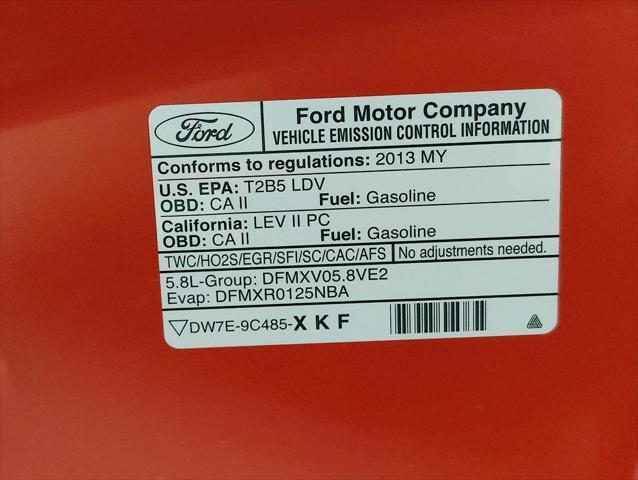 Ford
Ford Motor Company
VEHICLE EMISSION CONTROL INFORMATION
Conforms to regulations: 2013 MY
U.S. EPA: T2B5 LDV
OBD: CA II Fuel: Gasoline
California: LEV II PC
OBD: CA II Fuel: Gasoline
TWC/HO2S/EGR/SFI/SC/CAC/AFS No adjustments needed.
5.8L-Group: DFMXV05.8VE2
Evap: DFMXR0125NBA
DW7E-9C485-X K F